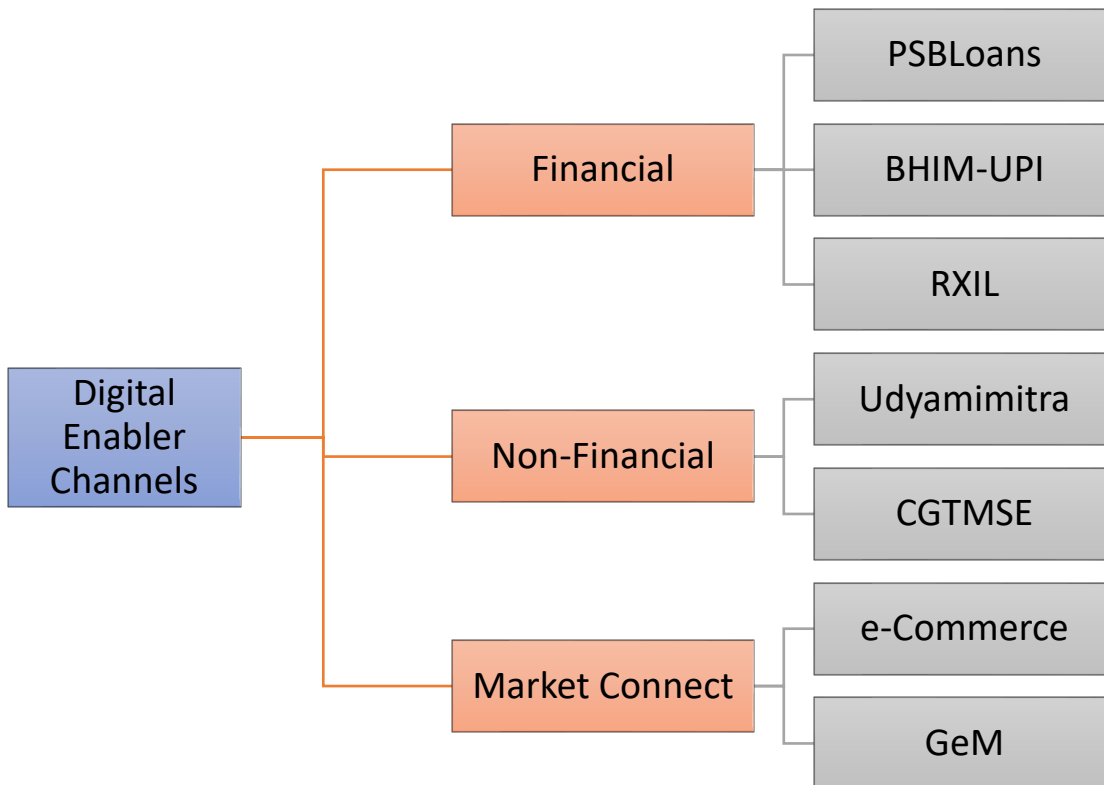 Digital
Enabler
Channels
Financial
PSBLoans
BHIM-UPI
RXIL
Non-Financial
Udyamimitra
CGTMSE
Market Connect
e-Commerce
GeM